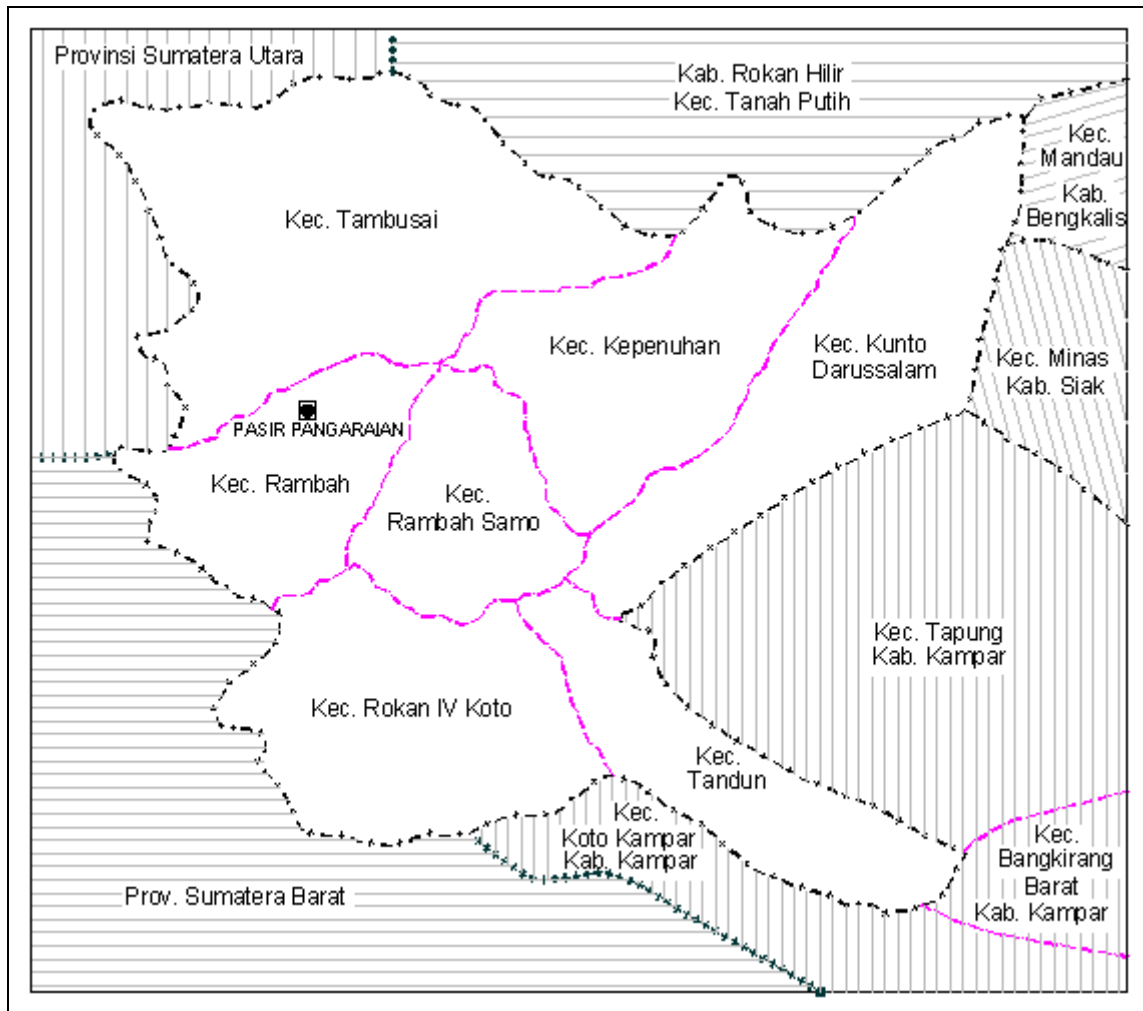 Provinsi Sumatera Utara
Kab. Rokan Hilir
Kec. Tanah Putih
Kec.
Mandau
Kab.
Bengkalis
Kec. Tambusai
Kec. Kepenuhan
Kec. Kunto
Darussalam
Kec. Minas
Kab. Siak
PASIR PANGARAIAN
Kec. Rambah
Kec.
Rambah Samo
Kec. Tapung
Kab. Kampar
Kec. Rokan IV Koto
Kec.
Tandun
Kec.
Koto Kampar
Kab. Kampar
Kec.
Bangkirang
Barat
Kab. Kampar
Prov. Sumatera Barat